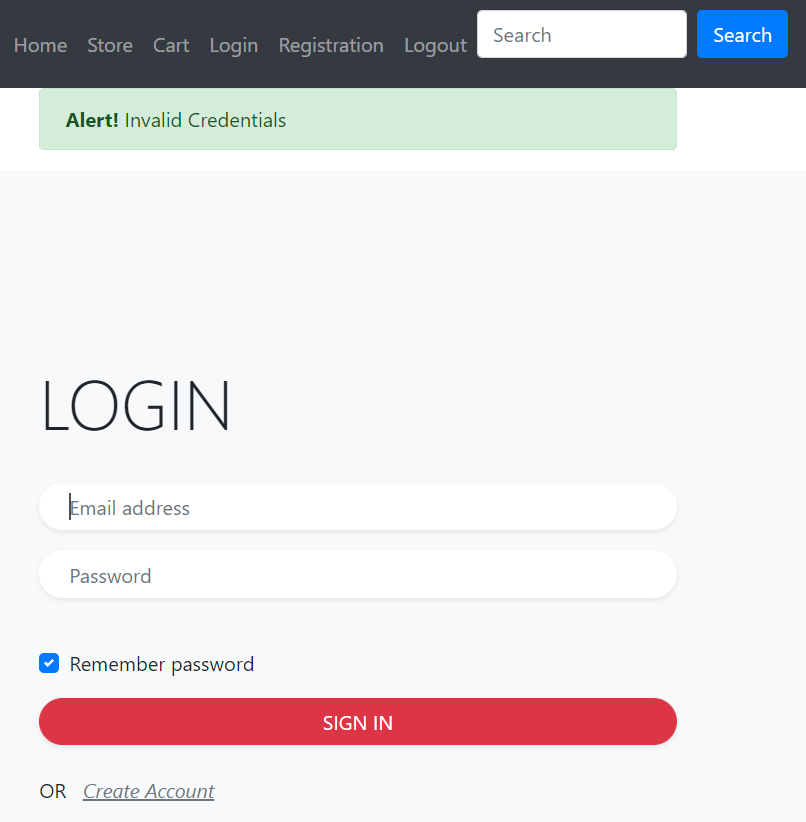 Home Store Cart Login Registration Logout Search Search
Alert! Invalid Credentials
LOGIN
Email address
Password
Remember password
SIGN IN
OR Create Account